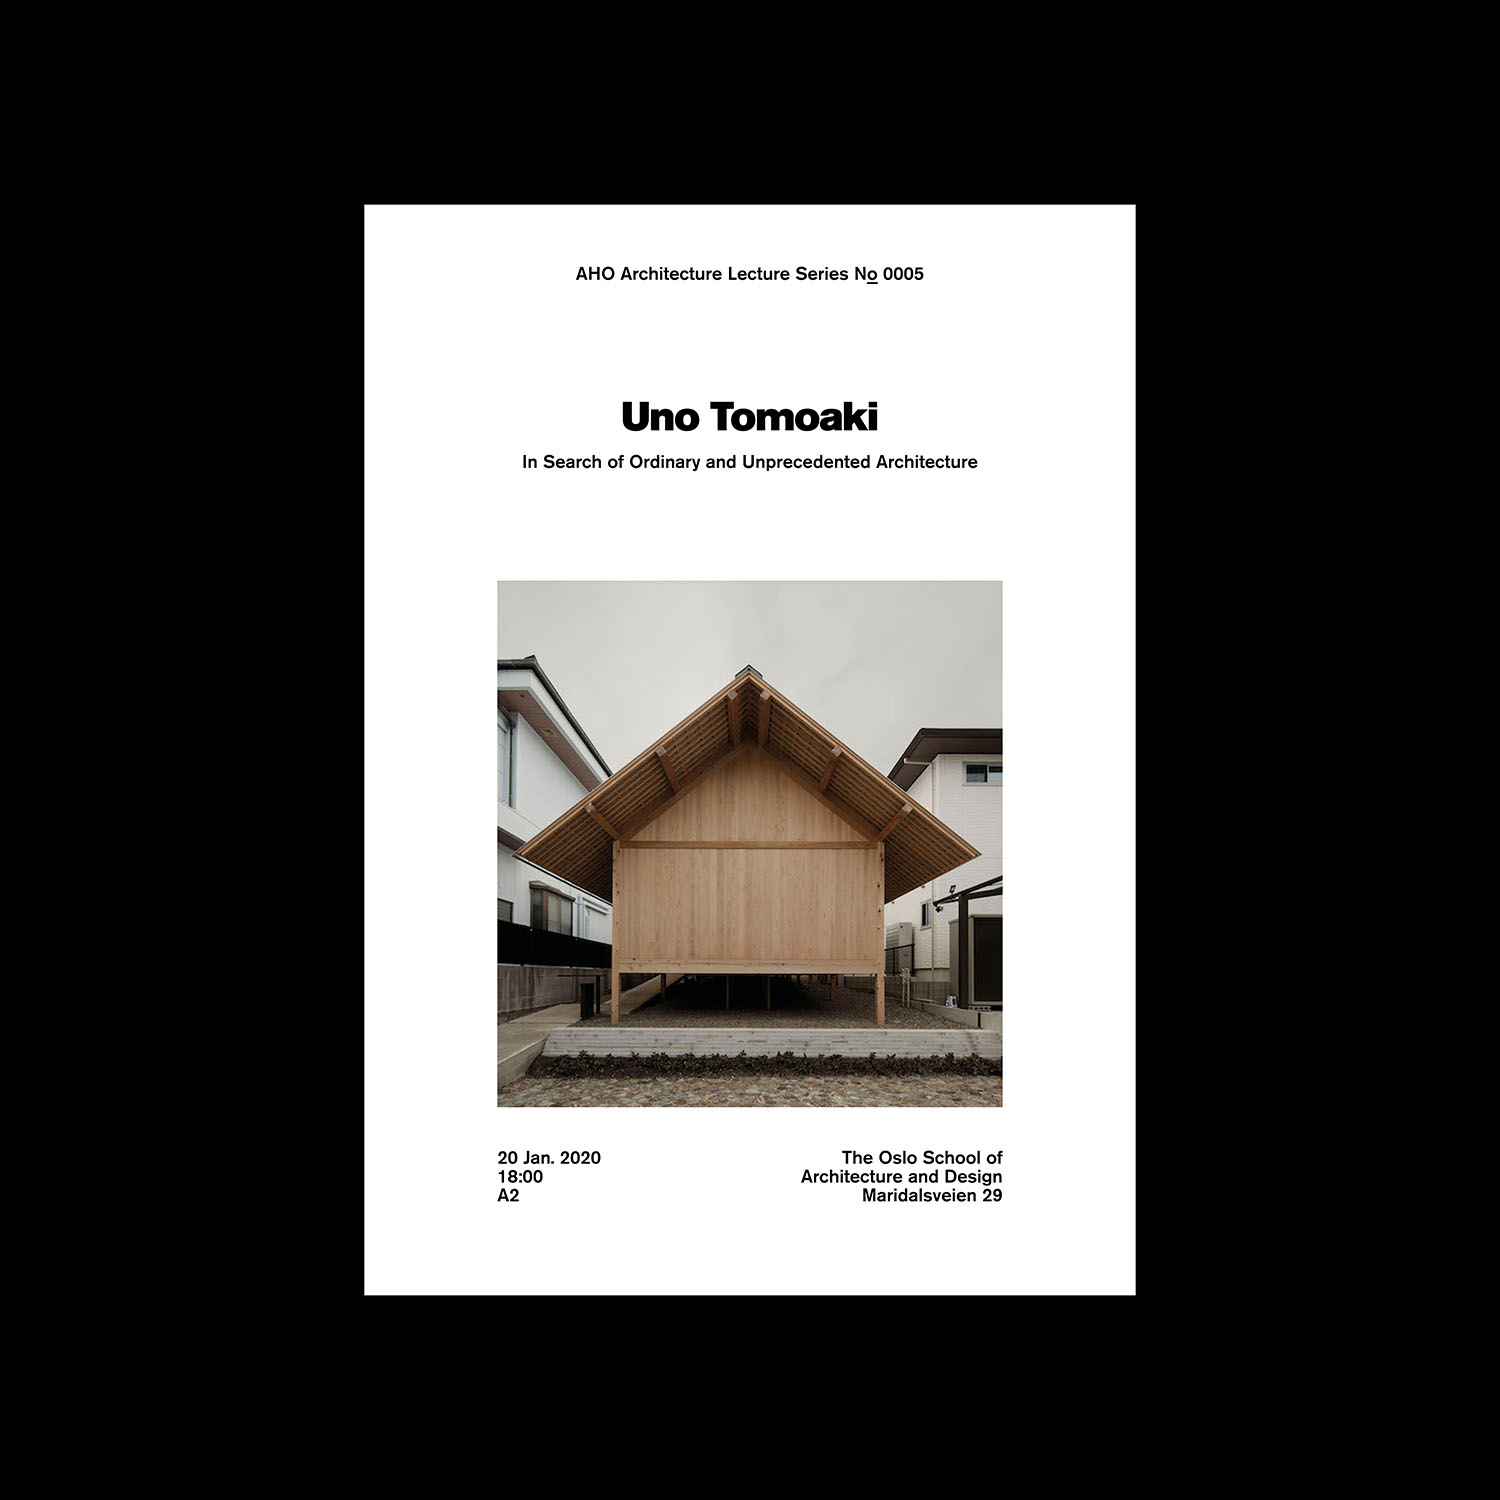 AHO Architecture Lecture Series No 0005
Uno Tomoaki
In Search of Ordinary and Unprecedented Architecture
20 Jan. 2020
18:00
A2
The Oslo School of
Architecture and Design
Maridalsveien 29